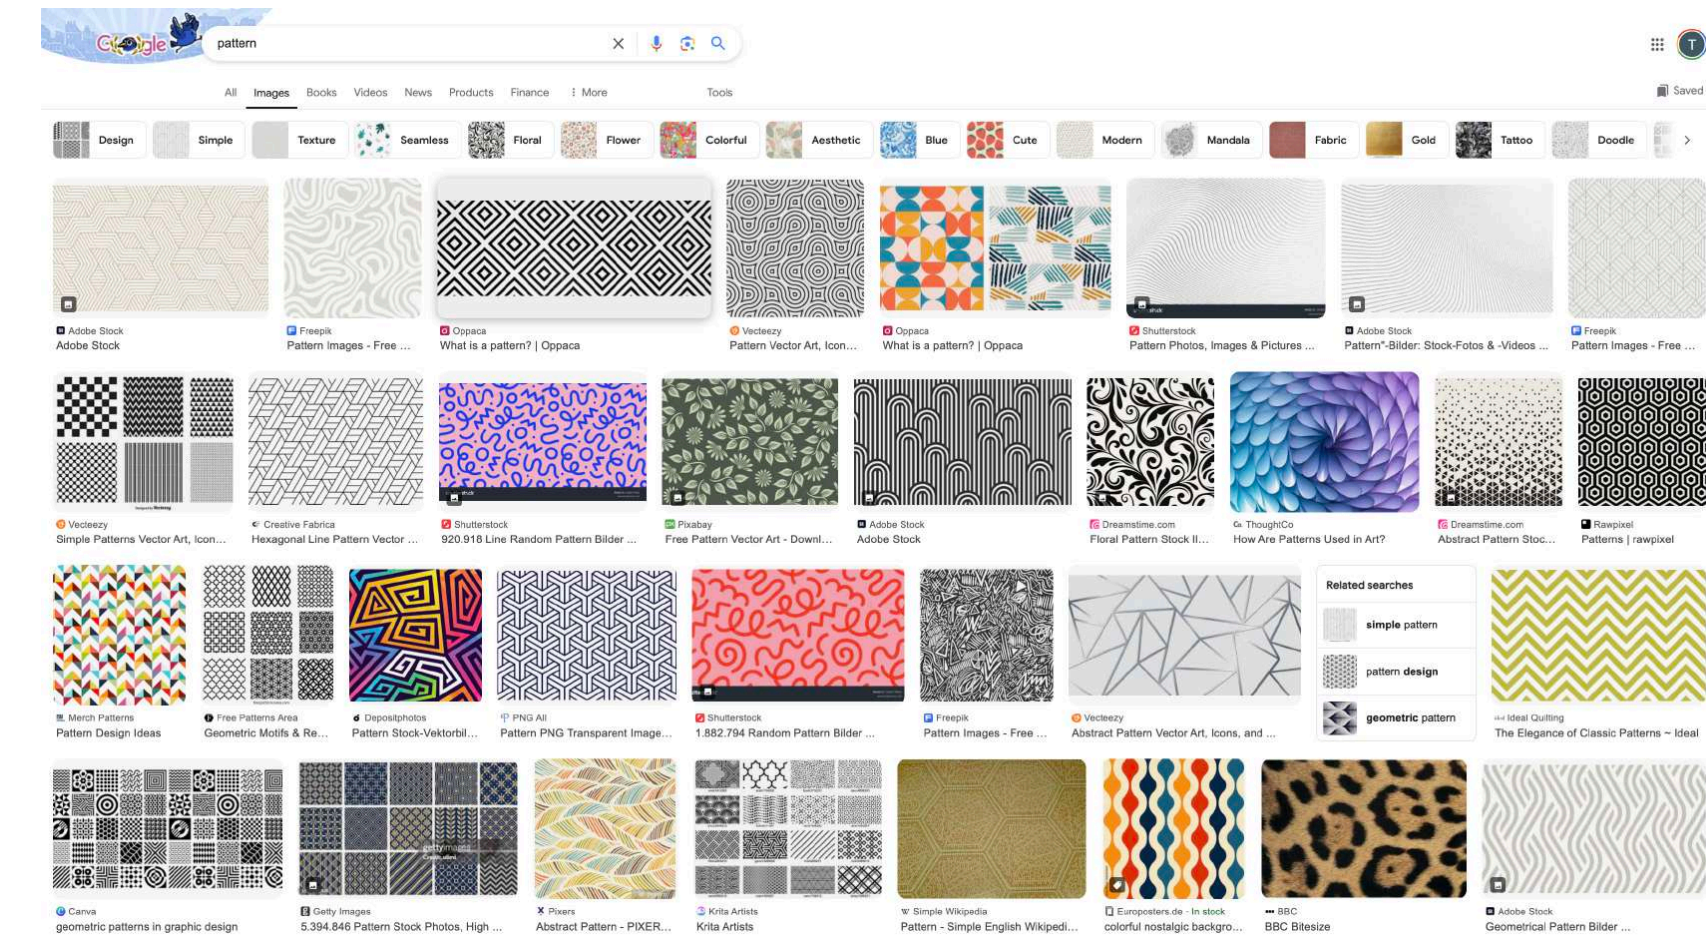 Google
pattern
All Images Books Videos News Products Finance More Tools
Saved
T
Design Simple Texture Seamless Floral Flower Colorful Aesthetic Blue Cute Modern Mandala Fabric Gold Tattoo Doodle
Adobe Stock Freepik Oppaca Vecteezy Oppaca Shutterstock Adobe Stock Freepik
Adobe Stock Pattern Images - Free ... What is a pattern? | Oppaca Pattern Vector Art, Icon... What is a pattern? | Oppaca Pattern Photos, Images & Pictures ... Pattern"-Bilder: Stock-Fotos & -Videos ... Pattern Images - Free ...
Vecteezy Creative Fabrica Shutterstock Pixabay Adobe Stock Dreamstime.com ThoughtCo Dreamstime.com Rawpixel
Simple Patterns Vector Art, Icon... Hexagonal Line Pattern Vector ... 920.918 Line Random Pattern Bilder ... Free Pattern Vector Art - Downl... Adobe Stock Floral Pattern Stock Il... How Are Patterns Used in Art? Abstract Pattern Stoc... Patterns | rawpixel
Related searches
simple pattern
pattern design
geometric pattern
Merch Patterns Free Patterns Area Depositphotos PNG All Shutterstock Freepik Vecteezy Ideal Quilting
Pattern Design Ideas Geometric Motifs & Re... Pattern Stock-Vektorbil... Pattern PNG Transparent Image... 1.882.794 Random Pattern Bilder ... Pattern Images - Free ... Abstract Pattern Vector Art, Icons, and ... The Elegance of Classic Patterns ~ Ideal
gettyimages
Canva Getty Images Pixers Krita Artists Simple Wikipedia Europosters.de - In stock BBC Adobe Stock
geometric patterns in graphic design 5.394.846 Pattern Stock Photos, High ... Abstract Pattern - PIXER... Krita Artists Pattern - Simple English Wikipedi... colorful nostalgic backgro... BBC Bitesize Geometrical Pattern Bilder ...